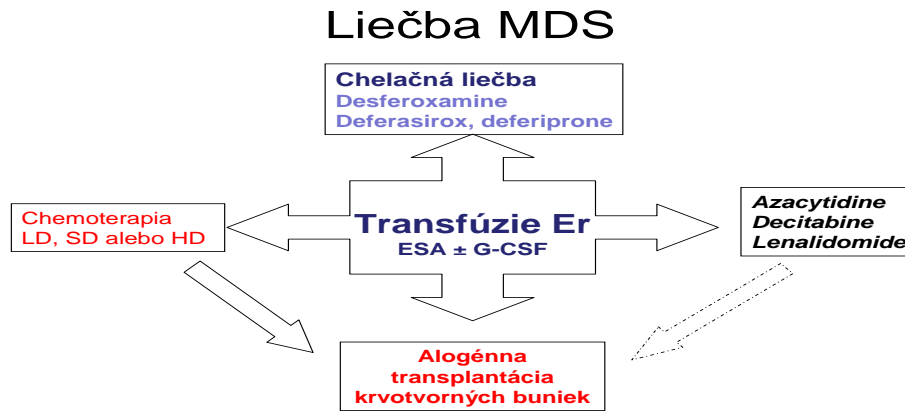 Liečba MDS
Chelačná liečba
Desferoxamine
Deferasirox, deferiprone
Chemoterapia
LD, SD alebo HD
Transfúzie Er
ESA ± G-CSF
Azacytidine
Decitabine
Lenalidomide
Alogénna
transplantácia
krvotvorných buniek